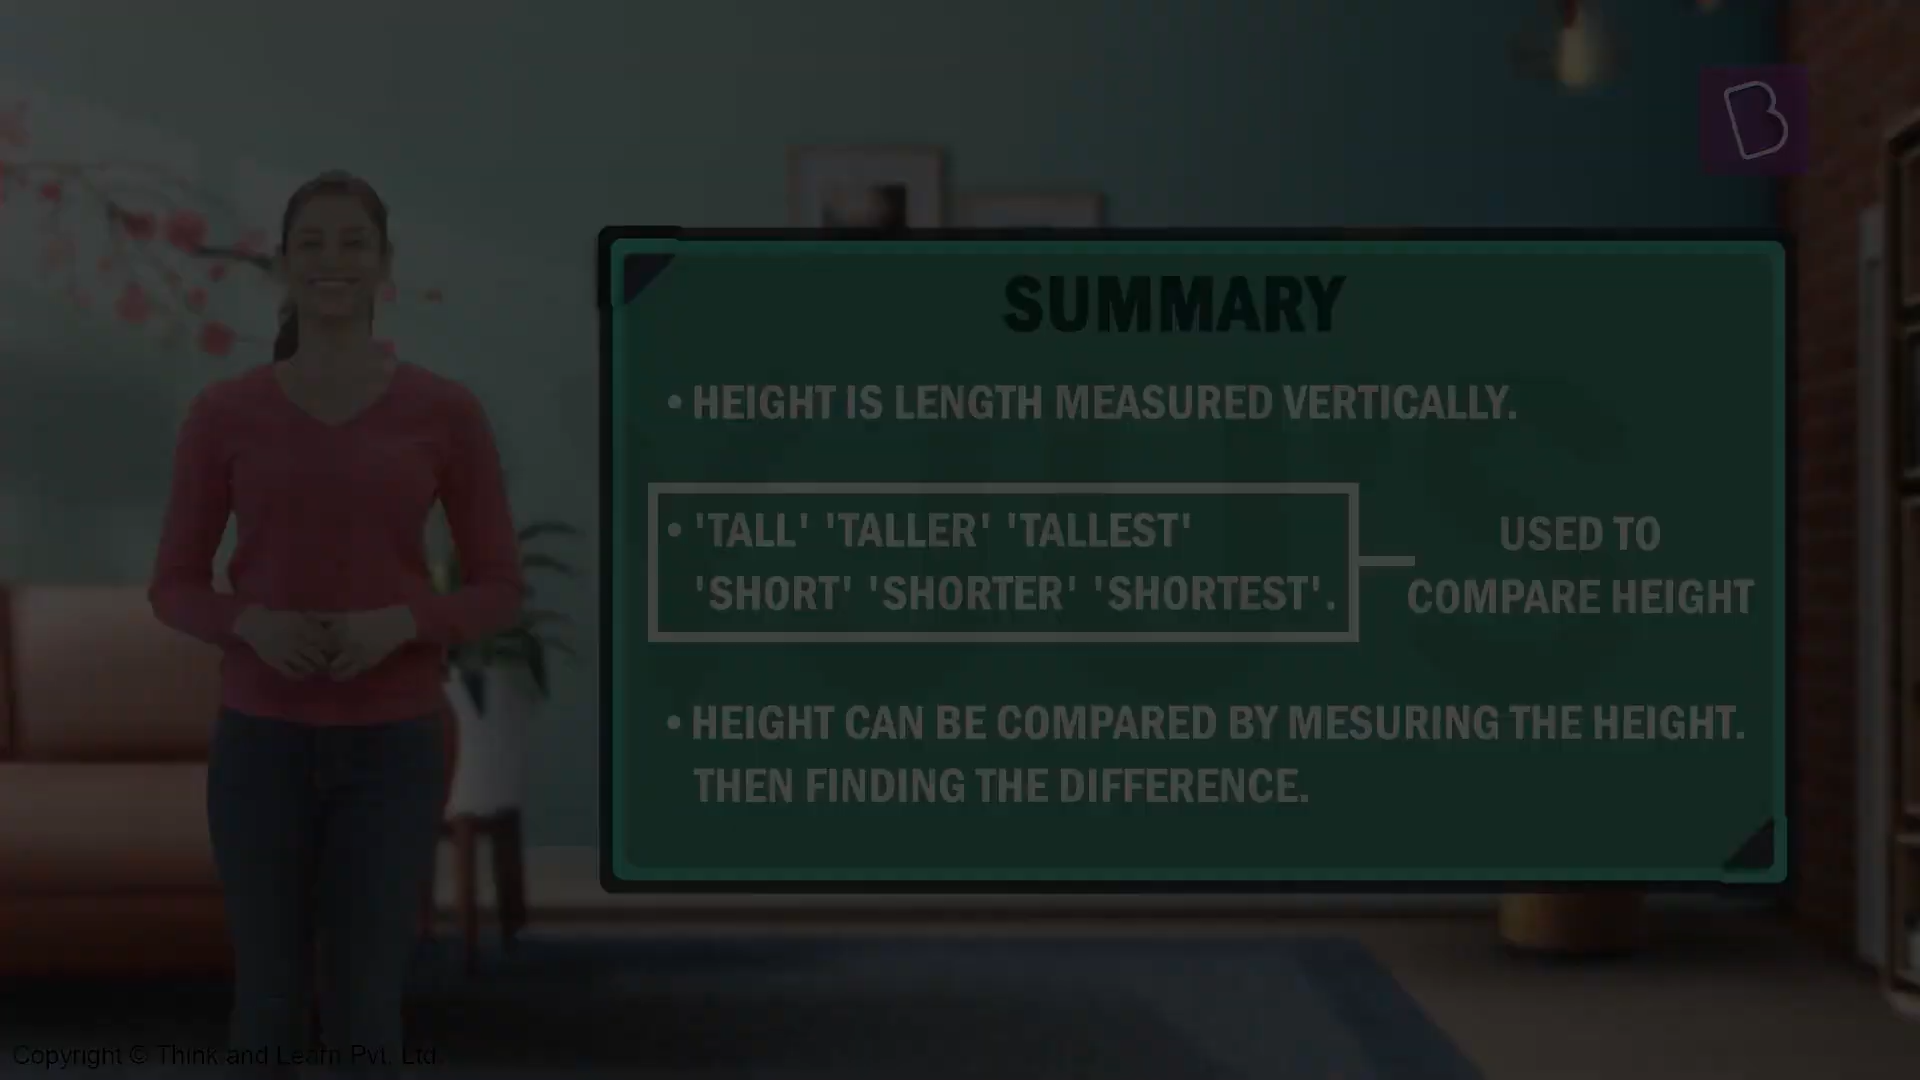 B
SUMMARY
• HEIGHT IS LENGTH MEASURED VERTICALLY.
• 'TALL' 'TALLER' 'TALLEST'
'SHORT' 'SHORTER' 'SHORTEST'.
USED TO
COMPARE HEIGHT
• HEIGHT CAN BE COMPARED BY MESURING THE HEIGHT.
THEN FINDING THE DIFFERENCE.
Copyright © Think and Learn Pvt. Ltd.